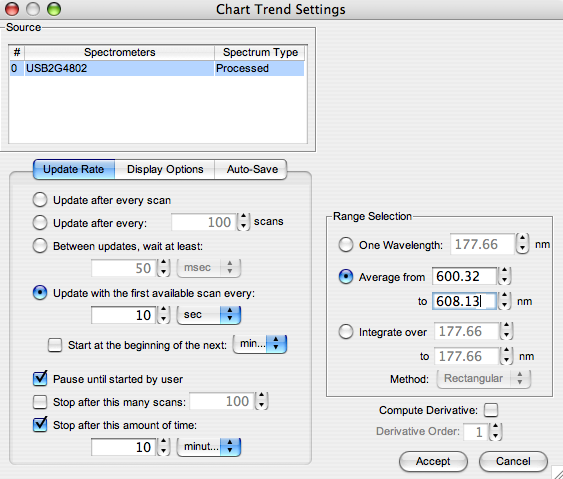 Chart Trend Settings
Source
# Spectrometers Spectrum Type
0 USB2G4802 Processed
Update Rate Display Options Auto-Save
Update after every scan
Update after every: 100 scans
Between updates, wait at least:
50 msec
Update with the first available scan every:
10 sec
Start at the beginning of the next: min...
Pause until started by user
Stop after this many scans: 100
Stop after this amount of time:
10 minut...
Range Selection
One Wavelength: 177.66 nm
Average from 600.32
to 608.13 nm
Integrate over 177.66
to 177.66 nm
Method: Rectangular
Compute Derivative:
Derivative Order: 1
Accept Cancel